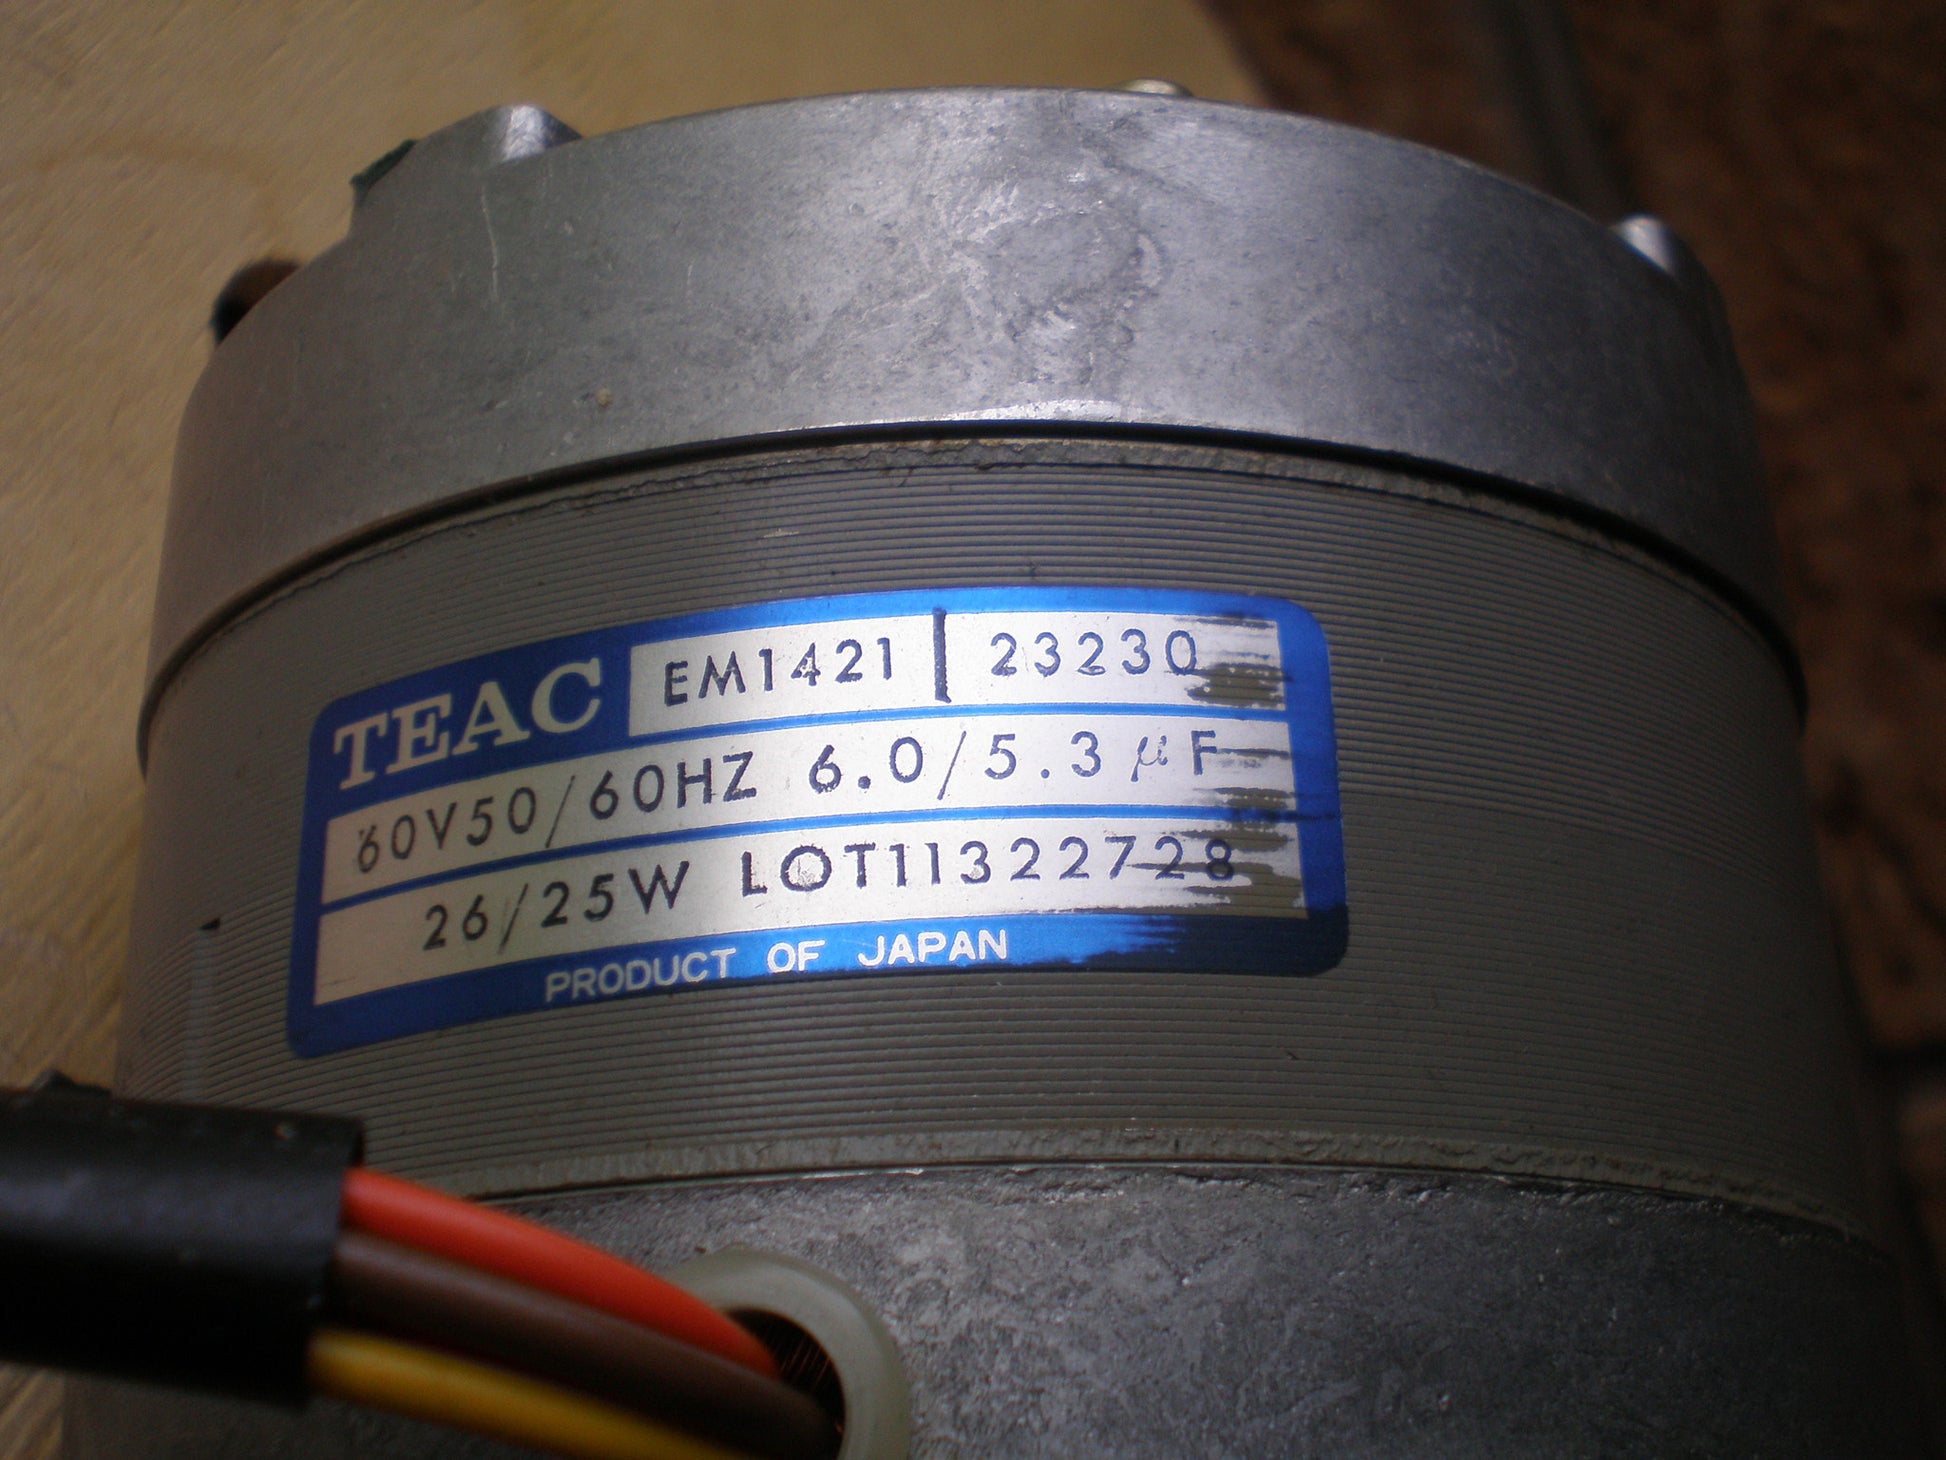 TEAC EM1421 | 23230
60V50/60HZ 6.0/5.3μF
26/25W LOT11322728
PRODUCT OF JAPAN